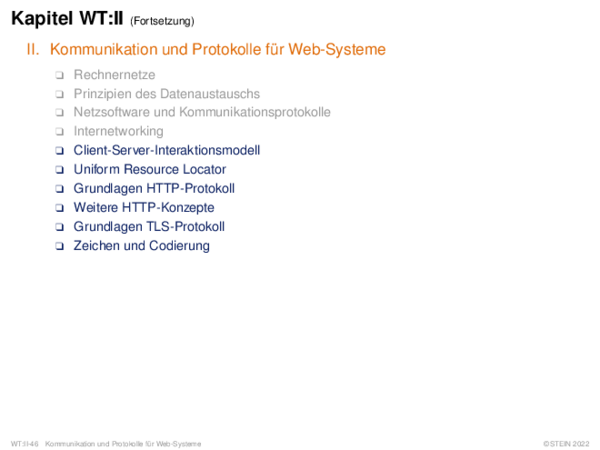 Kapitel WT:II (Fortsetzung)
II. Kommunikation und Protokolle für Web-Systeme
❑ Rechnernetze
❑ Prinzipien des Datenaustauschs
❑ Netzsoftware und Kommunikationsprotokolle
❑ Internetworking
❑ Client-Server-Interaktionsmodell
❑ Uniform Resource Locator
❑ Grundlagen HTTP-Protokoll
❑ Weitere HTTP-Konzepte
❑ Grundlagen TLS-Protokoll
❑ Zeichen und Codierung
WT:II-46 Kommunikation und Protokolle für Web-Systeme ©STEIN 2022